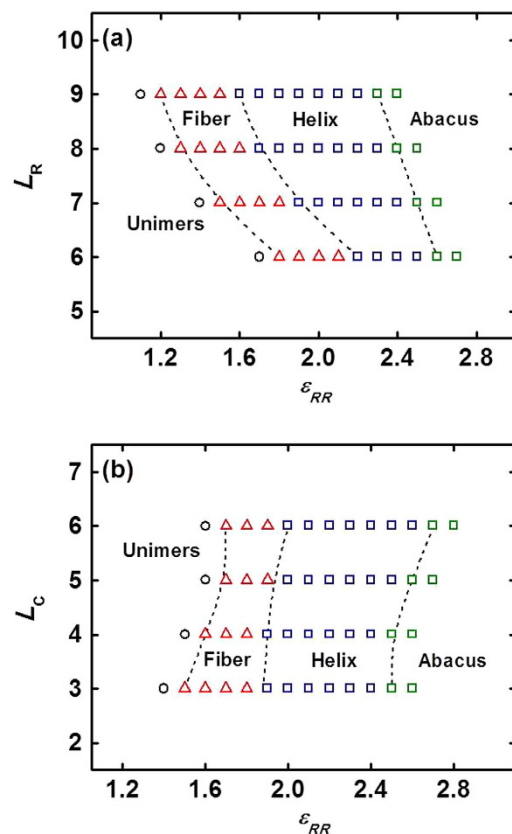 (a)
10
9
8
7
6
5
L_R
Fiber
Helix
Abacus
Unimers
1.2
1.6
2.0
2.4
2.8
ε_RR
(b)
7
6
5
4
3
2
L_C
Unimers
Fiber
Helix
Abacus
1.2
1.6
2.0
2.4
2.8
ε_RR